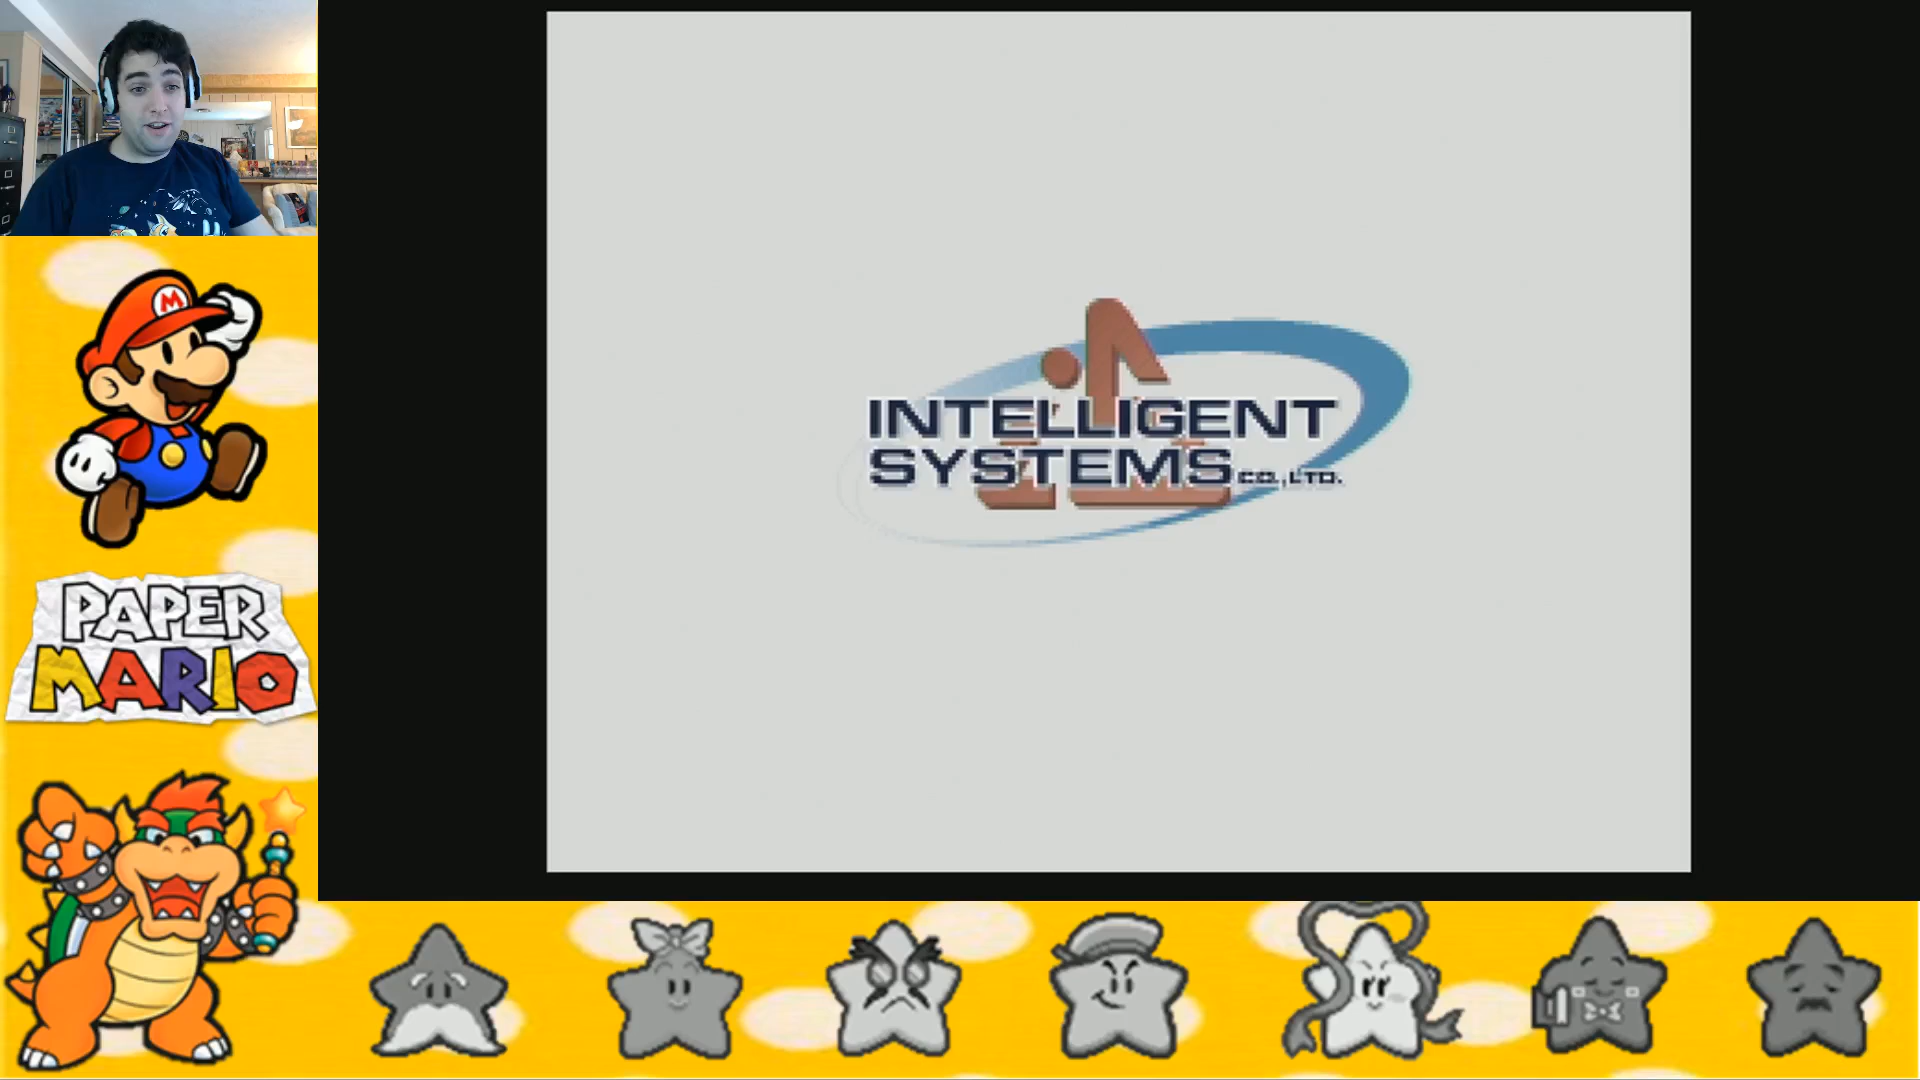 M
PAPER
MARIO
INTELLIGENT
SYSTEMS CO.,LTD.